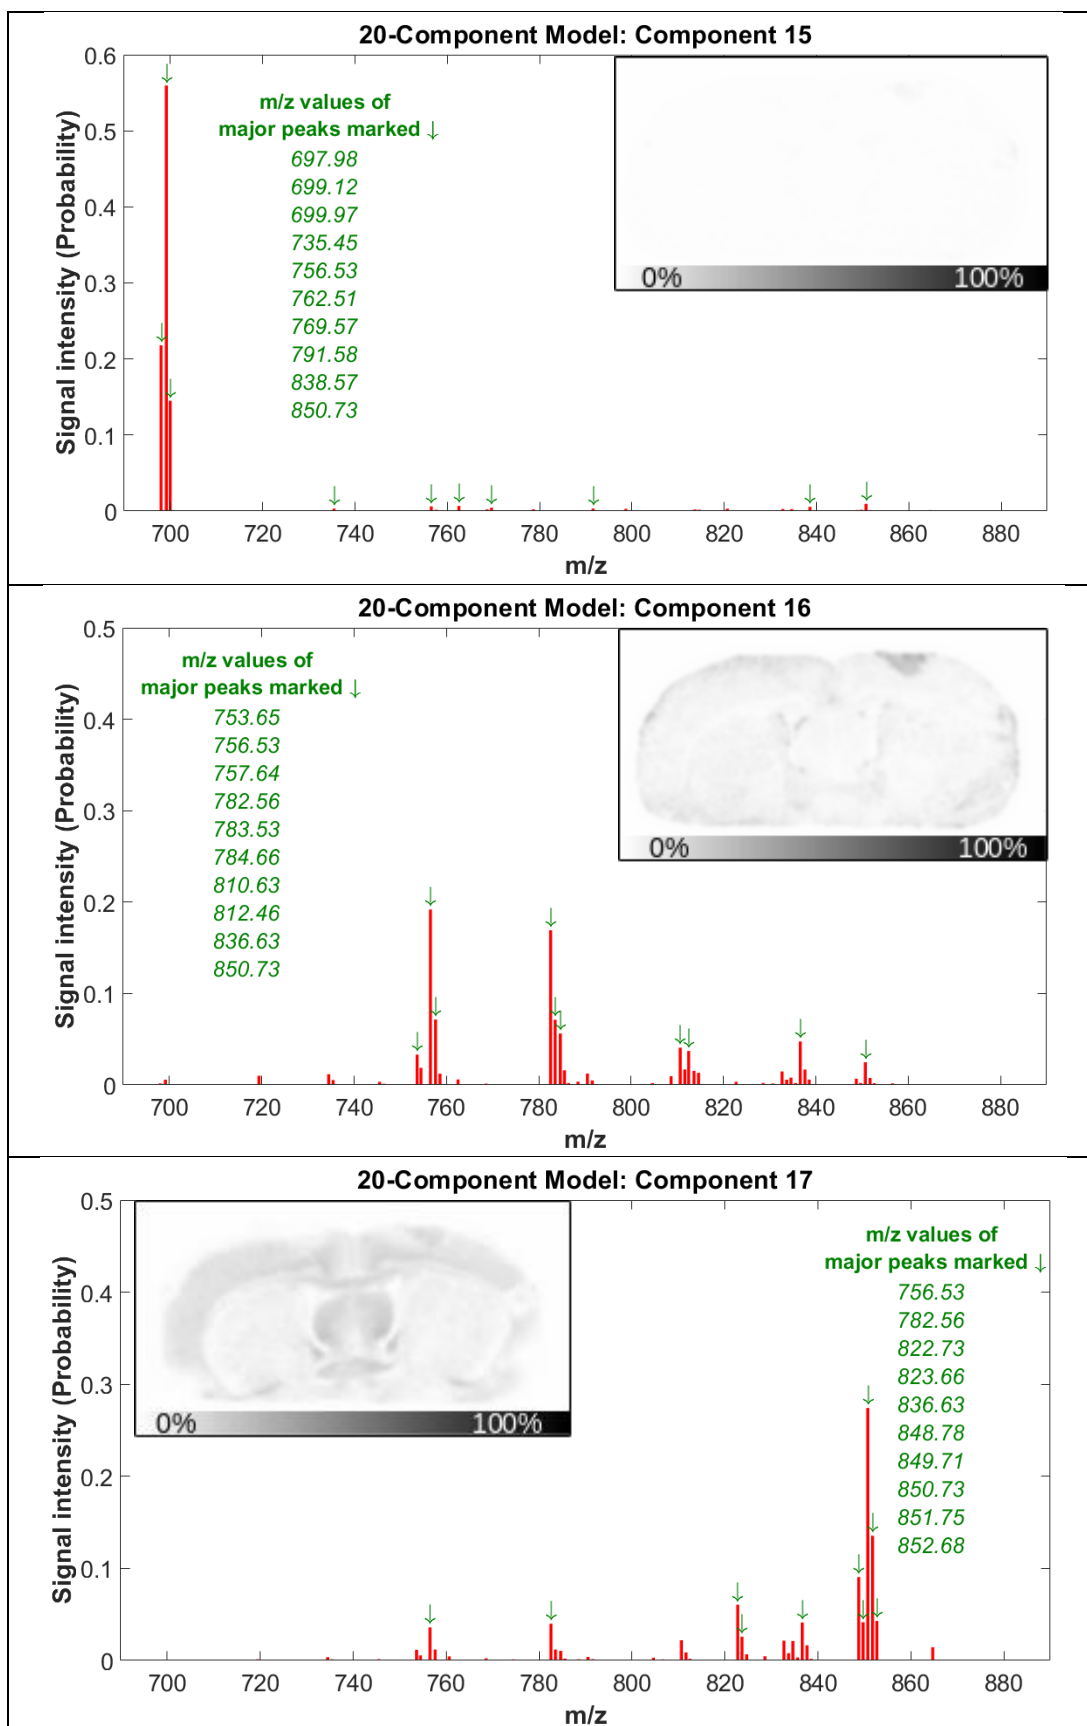 20-Component Model: Component 15
Signal intensity (Probability)
0.6
0.5
0.4
0.3
0.2
0.1
0
m/z values of
major peaks marked ↓
697.98
699.12
699.97
735.45
756.53
762.51
769.57
791.58
838.57
850.73
0% 100%
700 720 740 760 780 800 820 840 860 880
m/z
20-Component Model: Component 16
Signal intensity (Probability)
0.5
0.4
0.3
0.2
0.1
0
m/z values of
major peaks marked ↓
753.65
756.53
757.64
782.56
783.53
784.66
810.63
812.46
836.63
850.73
0% 100%
700 720 740 760 780 800 820 840 860 880
m/z
20-Component Model: Component 17
Signal intensity (Probability)
0.5
0.4
0.3
0.2
0.1
0
0% 100%
m/z values of
major peaks marked ↓
756.53
782.56
822.73
823.66
836.63
848.78
849.71
850.73
851.75
852.68
700 720 740 760 780 800 820 840 860 880
m/z